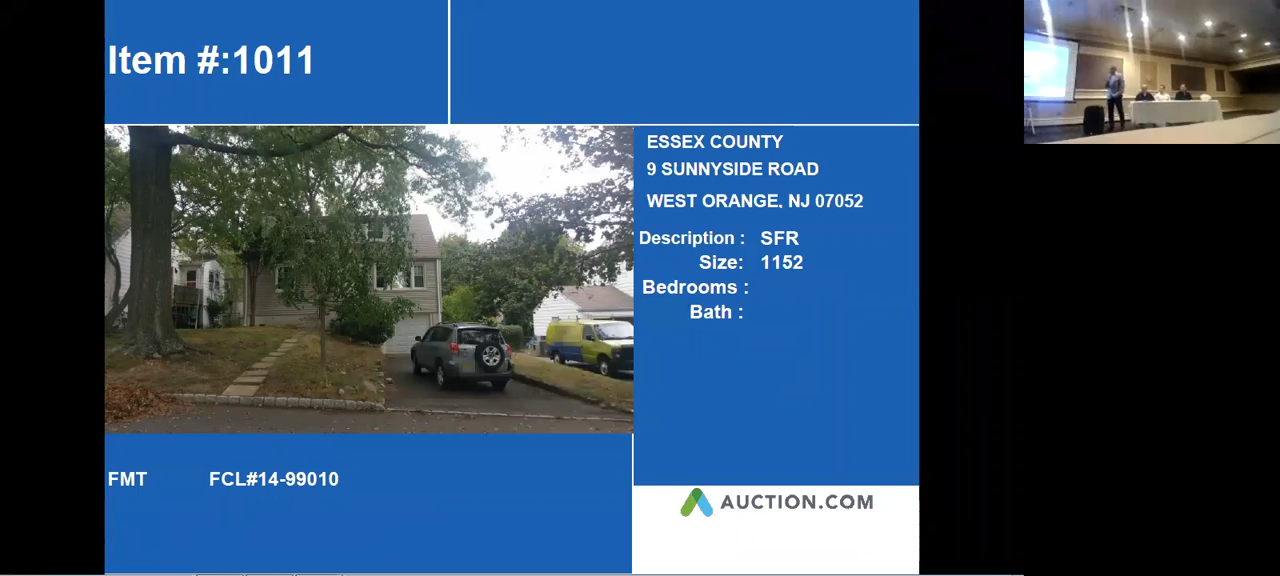 Item #:1011
ESSEX COUNTY
9 SUNNYSIDE ROAD
WEST ORANGE, NJ 07052
Description : SFR
Size: 1152
Bedrooms :
Bath :
FMT FCL#14-99010
AUCTION.COM